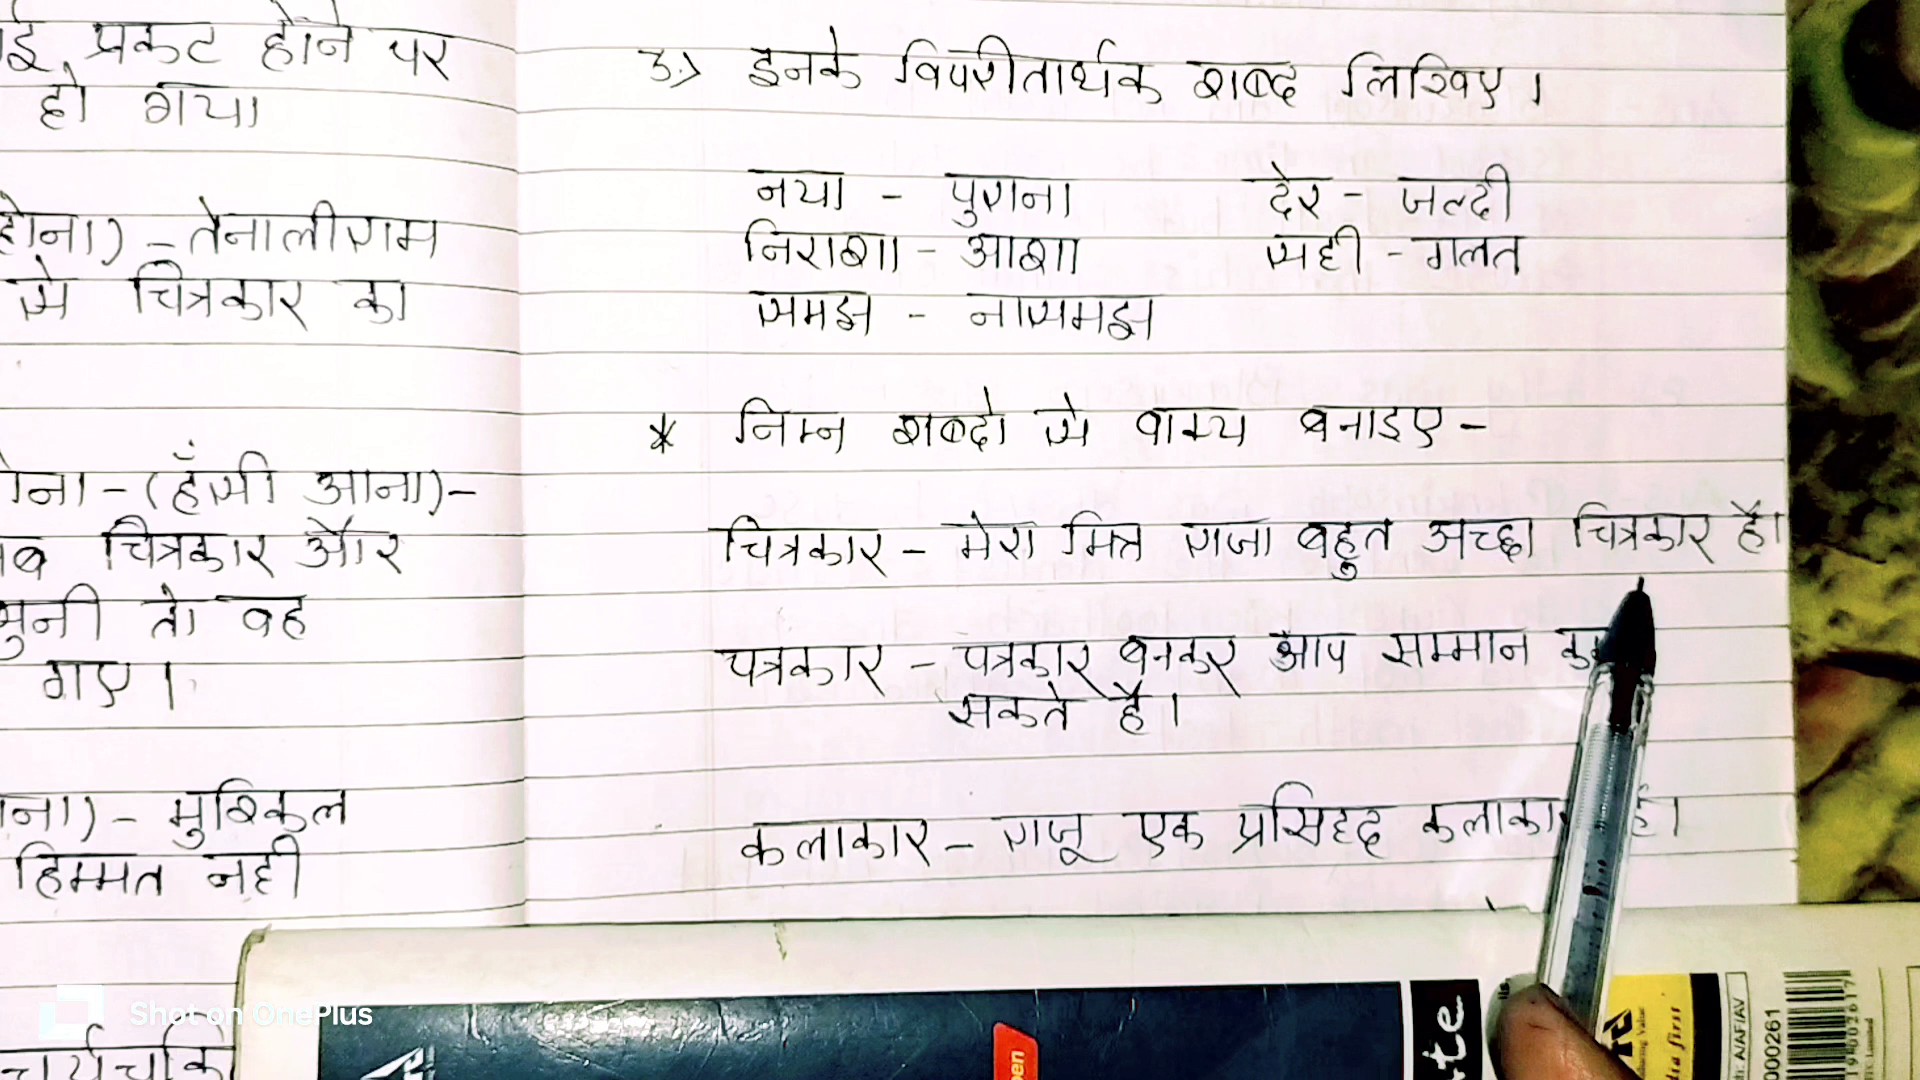 प्रकट होने पर
हो गया
होना) - तेनालीराम
से चित्रकार का
(हँसी आना) -
चित्रकार और
सुनी तो वह
गए।
मुश्किल
हिम्मत नही
3.) इनके विपरीतार्थक शब्द लिखिए।
नया - पुराना देर - जल्दी
निराशा - आशा सही - गलत
समझ - नासमझ
* निम्न शब्दो से वाक्य बनाइए -
चित्रकार - मेरा मित्र राजा बहुत अच्छा चित्रकार है।
पत्रकार - पत्रकार बनकर आप सम्मान
सकते है।
कलाकार - राजू एक प्रसिद्द है।
Shot on OnePlus
000261